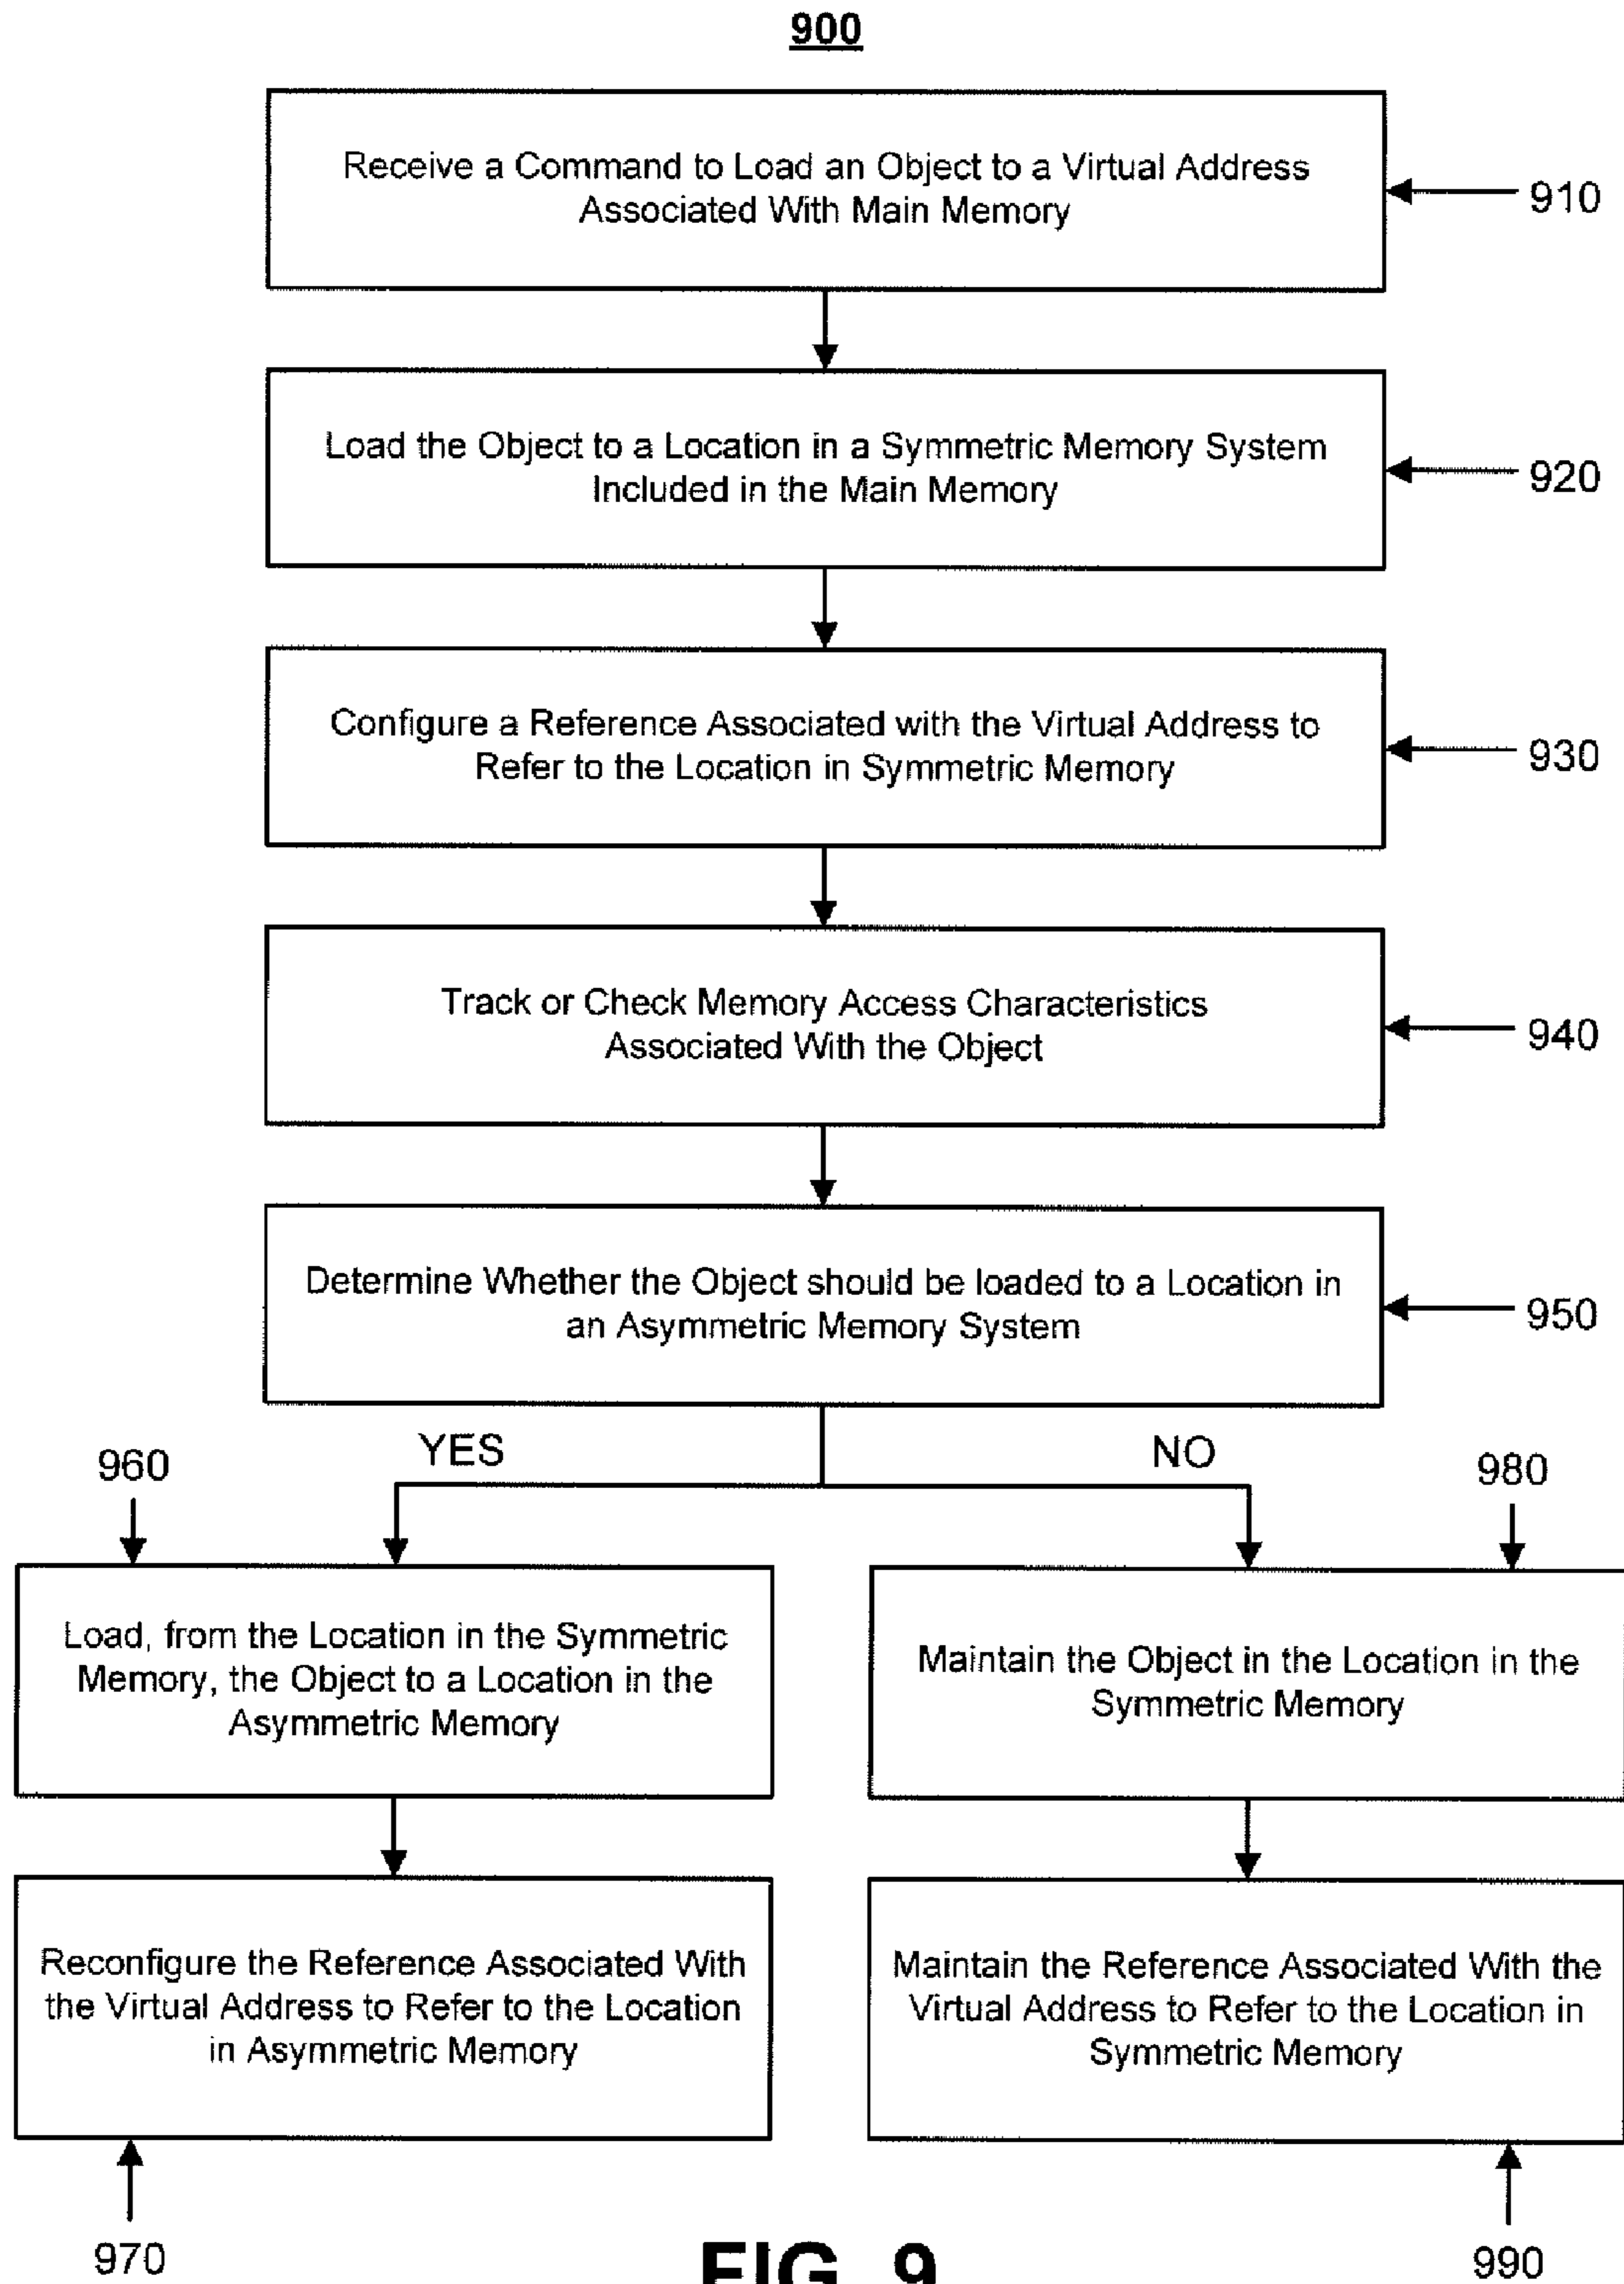 900
Receive a Command to Load an Object to a Virtual Address
Associated With Main Memory
910
Load the Object to a Location in a Symmetric Memory System
Included in the Main Memory
920
Configure a Reference Associated with the Virtual Address to
Refer to the Location in Symmetric Memory
930
Track or Check Memory Access Characteristics
Associated With the Object
940
Determine Whether the Object should be loaded to a Location in
an Asymmetric Memory System
950
YES
NO
960
980
Load, from the Location in the Symmetric
Memory, the Object to a Location in the
Asymmetric Memory
Maintain the Object in the Location in the
Symmetric Memory
Reconfigure the Reference Associated With
the Virtual Address to Refer to the Location
in Asymmetric Memory
Maintain the Reference Associated With the
Virtual Address to Refer to the Location in
Symmetric Memory
970
990
FIG. 9